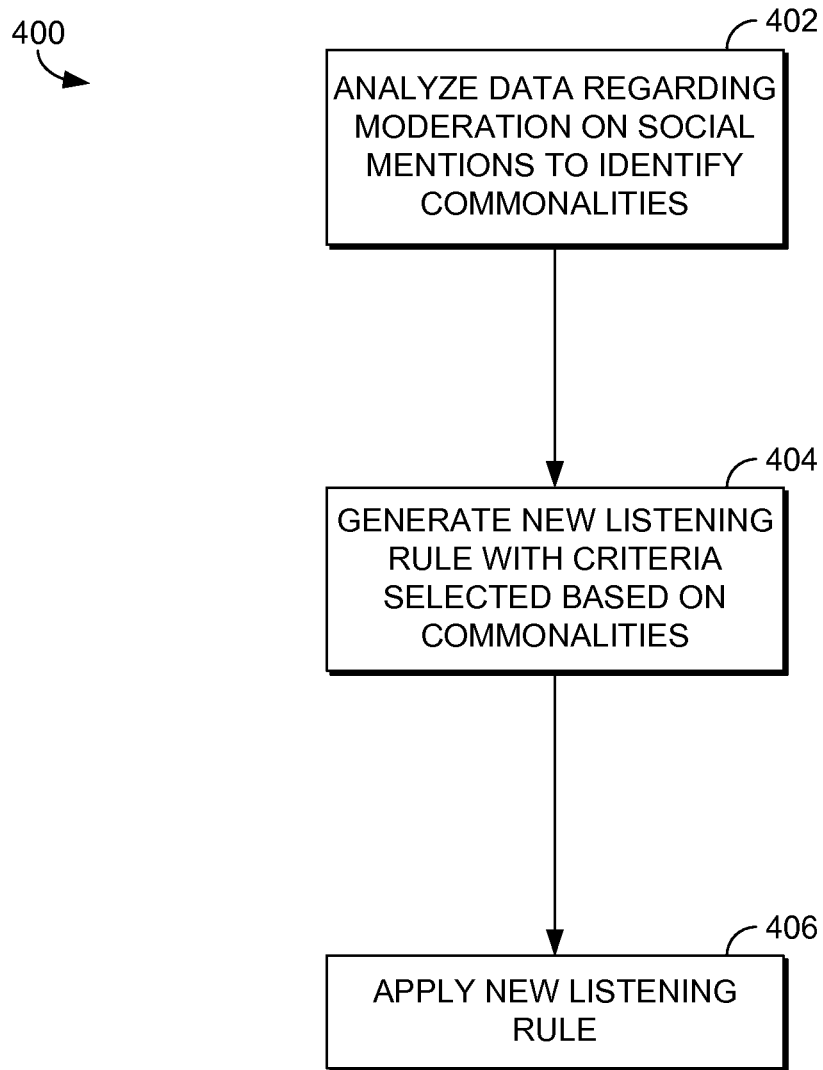 400
402
ANALYZE DATA REGARDING
MODERATION ON SOCIAL
MENTIONS TO IDENTIFY
COMMONALITIES
404
GENERATE NEW LISTENING
RULE WITH CRITERIA
SELECTED BASED ON
COMMONALITIES
406
APPLY NEW LISTENING
RULE